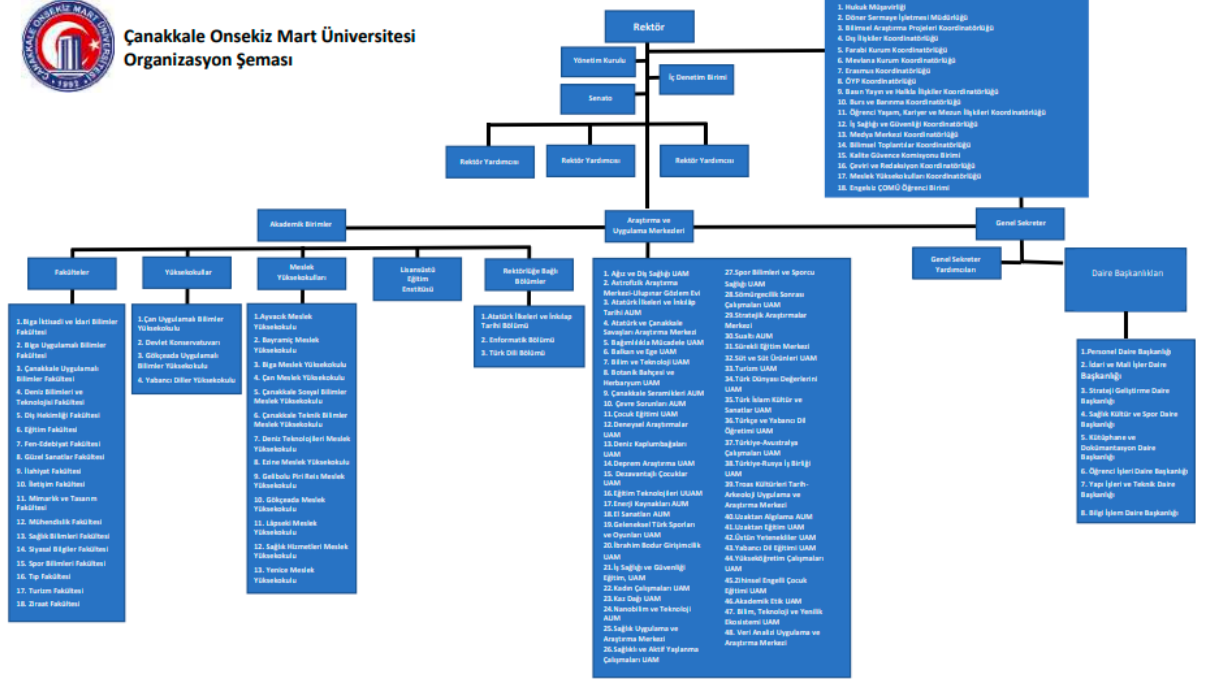 Çanakkale Onsekiz Mart Üniversitesi
Organizasyon Şeması
ÇANAKKALE ONSEKİZ MART ÜNİVERSİTESİ
1992
Rektör
Yönetim Kurulu
İç Denetim Birimi
Senato
Rektör Yardımcısı
Rektör Yardımcısı
Rektör Yardımcısı
1. Hukuk Müşavirliği
2. Döner Sermaye İşletmesi Müdürlüğü
3. Bilimsel Araştırma Projeleri Koordinatörlüğü
4. Dış İlişkiler Koordinatörlüğü
5. Farabi Kurum Koordinatörlüğü
6. Mevlana Kurum Koordinatörlüğü
7. Erasmus Koordinatörlüğü
8. ÖYP Koordinatörlüğü
9. Basın Yayın ve Halkla İlişkiler Koordinatörlüğü
10. Burs ve Barınma Koordinatörlüğü
11. Öğrenci Yaşam, Kariyer ve Mezun İlişkileri Koordinatörlüğü
12. İş Sağlığı ve Güvenliği Koordinatörlüğü
13. Medya Merkezi Koordinatörlüğü
14. Bilimsel Toplantılar Koordinatörlüğü
15. Kalite Güvence Komisyonu Birimi
16. Çeviri ve Redaksiyon Koordinatörlüğü
17. Meslek Yüksekokulları Koordinatörlüğü
18. Engelsiz ÇOMÜ Öğrenci Birimi
Akademik Birimler
Araştırma ve
Uygulama Merkezleri
Genel Sekreter
Genel Sekreter
Yardımcıları
Daire Başkanlıkları
Fakülteler
Yüksekokullar
Meslek
Yüksekokulları
Lisansüstü
Eğitim
Enstitüsü
Rektörlüğe Bağlı
Bölümler
1.Biga İktisadi ve İdari Bilimler
Fakültesi
2. Biga Uygulamalı Bilimler
Fakültesi
3. Çanakkale Uygulamalı
Bilimler Fakültesi
4. Deniz Bilimleri ve
Teknolojisi Fakültesi
5. Diş Hekimliği Fakültesi
6. Eğitim Fakültesi
7. Fen-Edebiyat Fakültesi
8. Güzel Sanatlar Fakültesi
9. İlahiyat Fakültesi
10. İletişim Fakültesi
11. Mimarlık ve Tasarım
Fakültesi
12. Mühendislik Fakültesi
13. Sağlık Bilimleri Fakültesi
14. Siyasal Bilgiler Fakültesi
15. Spor Bilimleri Fakültesi
16. Tıp Fakültesi
17. Turizm Fakültesi
18. Ziraat Fakültesi
1.Çan Uygulamalı Bilimler
Yüksekokulu
2. Devlet Konservatuvarı
3. Gökçeada Uygulamalı
Bilimler Yüksekokulu
4. Yabancı Diller Yüksekokulu
1.Ayvacık Meslek
Yüksekokulu
2. Bayramiç Meslek
Yüksekokulu
3. Biga Meslek Yüksekokulu
4. Çan Meslek Yüksekokulu
5. Çanakkale Sosyal Bilimler
Meslek Yüksekokulu
6. Çanakkale Teknik Bilimler
Meslek Yüksekokulu
7. Deniz Teknolojileri Meslek
Yüksekokulu
8. Ezine Meslek Yüksekokulu
9. Gelibolu Piri Reis Meslek
Yüksekokulu
10. Gökçeada Meslek
Yüksekokulu
11. Lâpseki Meslek
Yüksekokulu
12. Sağlık Hizmetleri Meslek
Yüksekokulu
13. Yenice Meslek
Yüksekokulu
1.Atatürk İlkeleri ve İnkılap
Tarihi Bölümü
2. Enformatik Bölümü
3. Türk Dili Bölümü
1. Ağız ve Diş Sağlığı UAM
2. Astrofizik Araştırma
Merkezi-Ulupınar Gözlem Evi
3. Atatürk İlkeleri ve İnkılâp
Tarihi AUM
4. Atatürk ve Çanakkale
Savaşları Araştırma Merkezi
5. Bağımlılıkla Mücadele UAM
6. Balkan ve Ege UAM
7. Bilim ve Teknoloji UAM
8. Botanik Bahçesi ve
Herbaryum UAM
9. Çanakkale Seramikleri AUM
10. Çevre Sorunları AUM
11.Çocuk Eğitimi UAM
12.Deneysel Araştırmalar
UAM
13.Deniz Kaplumbağaları
UAM
14.Deprem Araştırma UAM
15. Dezavantajlı Çocuklar
UAM
16.Eğitim Teknolojileri UUAM
17.Enerji Kaynakları AUM
18.El Sanatları AUM
19.Geleneksel Türk Sporları
ve Oyunları UAM
20.İbrahim Bodur Girişimcilik
UAM
21.İş Sağlığı ve Güvenliği
Eğitim, UAM
22.Kadın Çalışmaları UAM
23.Kaz Dağı UAM
24.Nanobilim ve Teknoloji
AUM
25.Sağlık Uygulama ve
Araştırma Merkezi
26.Sağlıklı ve Aktif Yaşlanma
Çalışmaları UAM
27.Spor Bilimleri ve Sporcu
Sağlığı UAM
28.Sömürgecilik Sonrası
Çalışmaları UAM
29.Stratejik Araştırmalar
Merkezi
30.Sualtı AUM
31.Sürekli Eğitim Merkezi
32.Süt ve Süt Ürünleri UAM
33.Turizm UAM
34.Türk Dünyası Değerlerini
UAM
35.Türk İslam Kültür ve
Sanatlar UAM
36.Türkçe ve Yabancı Dil
Öğretimi UAM
37.Türkiye-Avustralya
Çalışmaları UAM
38.Türkiye-Rusya İş Birliği
UAM
39.Troas Kültürleri Tarih-
Arkeoloji Uygulama ve
Araştırma Merkezi
40.Uzaktan Algılama AUM
41.Uzaktan Eğitim UAM
42.Üstün Yetenekliler UAM
43.Yabancı Dil Eğitimi UAM
44.Yükseköğretim Çalışmaları
UAM
45.Zihinsel Engelli Çocuk
Eğitimi UAM
46.Akademik Etik UAM
47. Bilim, Teknoloji ve Yenilik
Ekosistemi UAM
48. Veri Analizi Uygulama ve
Araştırma Merkezi
1.Personel Daire Başkanlığı
2. İdari ve Mali İşler Daire
Başkanlığı
3. Strateji Geliştirme Daire
Başkanlığı
4. Sağlık Kültür ve Spor Daire
Başkanlığı
5. Kütüphane ve
Dokümantasyon Daire
Başkanlığı
6. Öğrenci İşleri Daire Başkanlığı
7. Yapı İşleri ve Teknik Daire
Başkanlığı
8. Bilgi İşlem Daire Başkanlığı